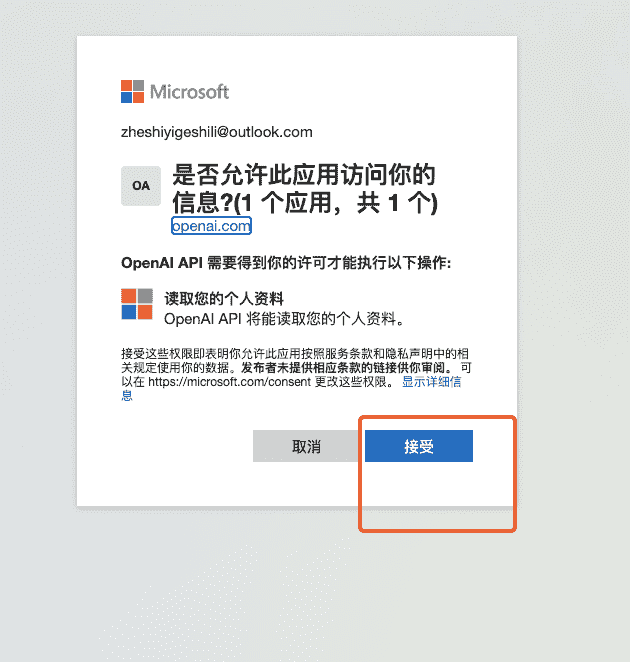 Microsoft
zheshiyigeshili@outlook.com
OA
是否允许此应用访问你的
信息?(1 个应用，共 1 个)
openai.com
OpenAI API 需要得到你的许可才能执行以下操作:
读取您的个人资料
OpenAI API 将能读取您的个人资料。
接受这些权限即表明你允许此应用按照服务条款和隐私声明中的相
关规定使用你的数据。发布者未提供相应条款的链接供你审阅。 可
以在 https://microsoft.com/consent 更改这些权限。 显示详细信
息
取消
接受